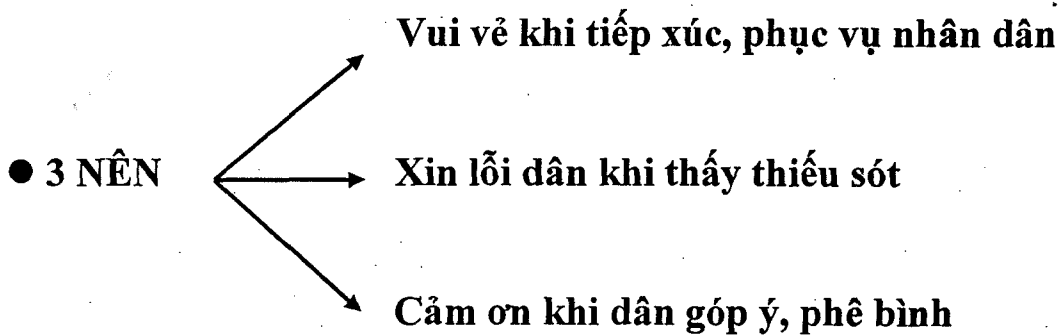 Vui vẻ khi tiếp xúc, phục vụ nhân dân
● 3 NÊN
Xin lỗi dân khi thấy thiếu sót
Cảm ơn khi dân góp ý, phê bình